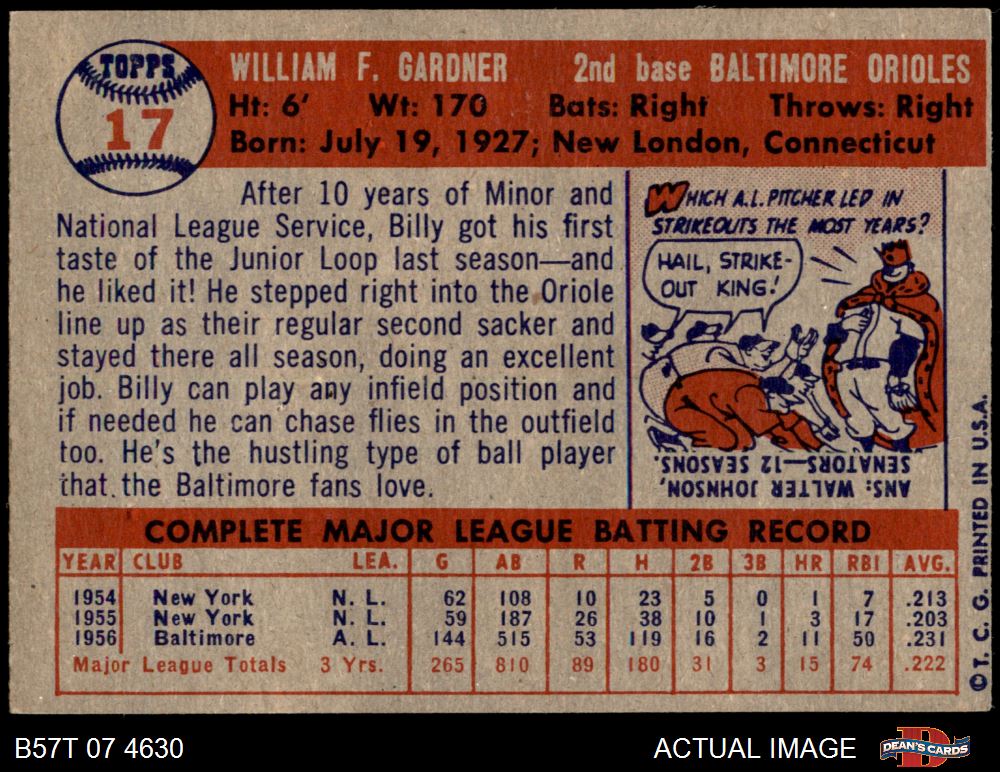 TOPPS
17
WILLIAM F. GARDNER 2nd base BALTIMORE ORIOLES
Ht: 6' Wt: 170 Bats: Right Throws: Right
Born: July 19, 1927; New London, Connecticut
After 10 years of Minor and
National League Service, Billy got his first
taste of the Junior Loop last season—and
he liked it! He stepped right into the Oriole
line up as their regular second sacker and
stayed there all season, doing an excellent
job. Billy can play any infield position and
if needed he can chase flies in the outfield
too. He's the hustling type of ball player
that the Baltimore fans love.
WHICH A.L. PITCHER LED IN
STRIKEOUTS THE MOST YEARS?
HAIL, STRIKE-
OUT KING!
ANS: WALTER JOHNSON,
SENATORS—12 SEASONS.
COMPLETE MAJOR LEAGUE BATTING RECORD
YEAR CLUB LEA. G AB R H 2B 3B HR RBI AVG.
1954 New York N. L. 62 108 10 23 5 0 1 7 .213
1955 New York N. L. 59 187 26 38 10 1 3 17 .203
1956 Baltimore A. L. 144 515 53 119 16 2 11 50 .231
Major League Totals 3 Yrs. 265 810 89 180 31 3 15 74 .222
©T. C. G. PRINTED IN U.S.A.
B57T 07 4630 ACTUAL IMAGE DEAN'S CARDS